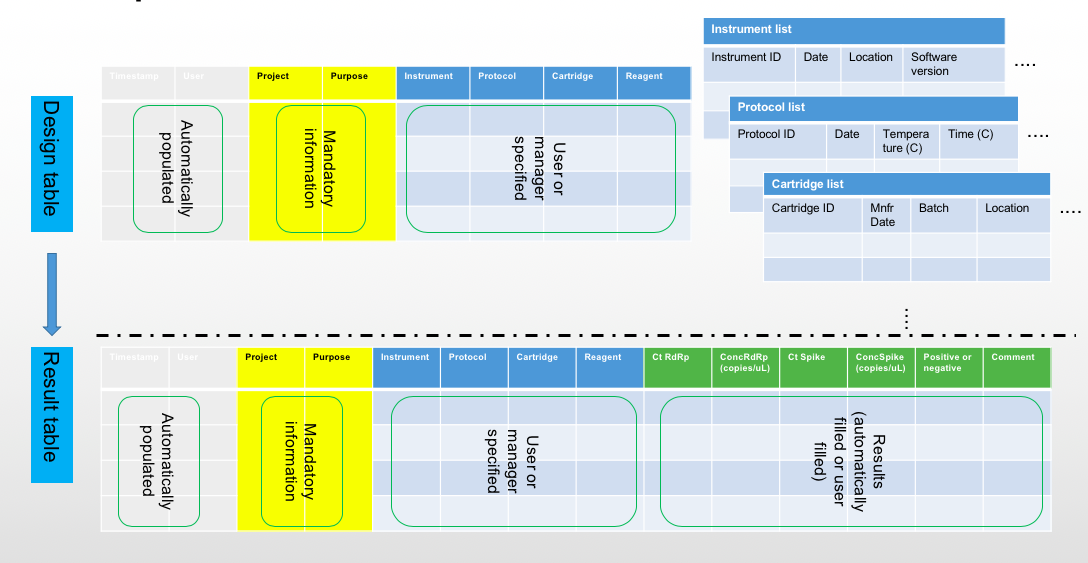 Instrument list
Instrument ID Date Location Software
version
....
Protocol list
Protocol ID Date Tempera
ture (C) Time (C)
....
Cartridge list
Cartridge ID Mnfr
Date Batch Location
....
Design table
Timestamp User Project Purpose Instrument Protocol Cartridge Reagent
Automatically
populated
Mandatory
information
User or
manager
specified
Result table
Timestamp User Project Purpose Instrument Protocol Cartridge Reagent Ct RdRp ConcRdRp
(copies/uL) Ct Spike ConcSpike
(copies/uL) Positive or
negative Comment
Automatically
populated
Mandatory
information
User or
manager
specified
Results
(automatically
filled or user
filled)